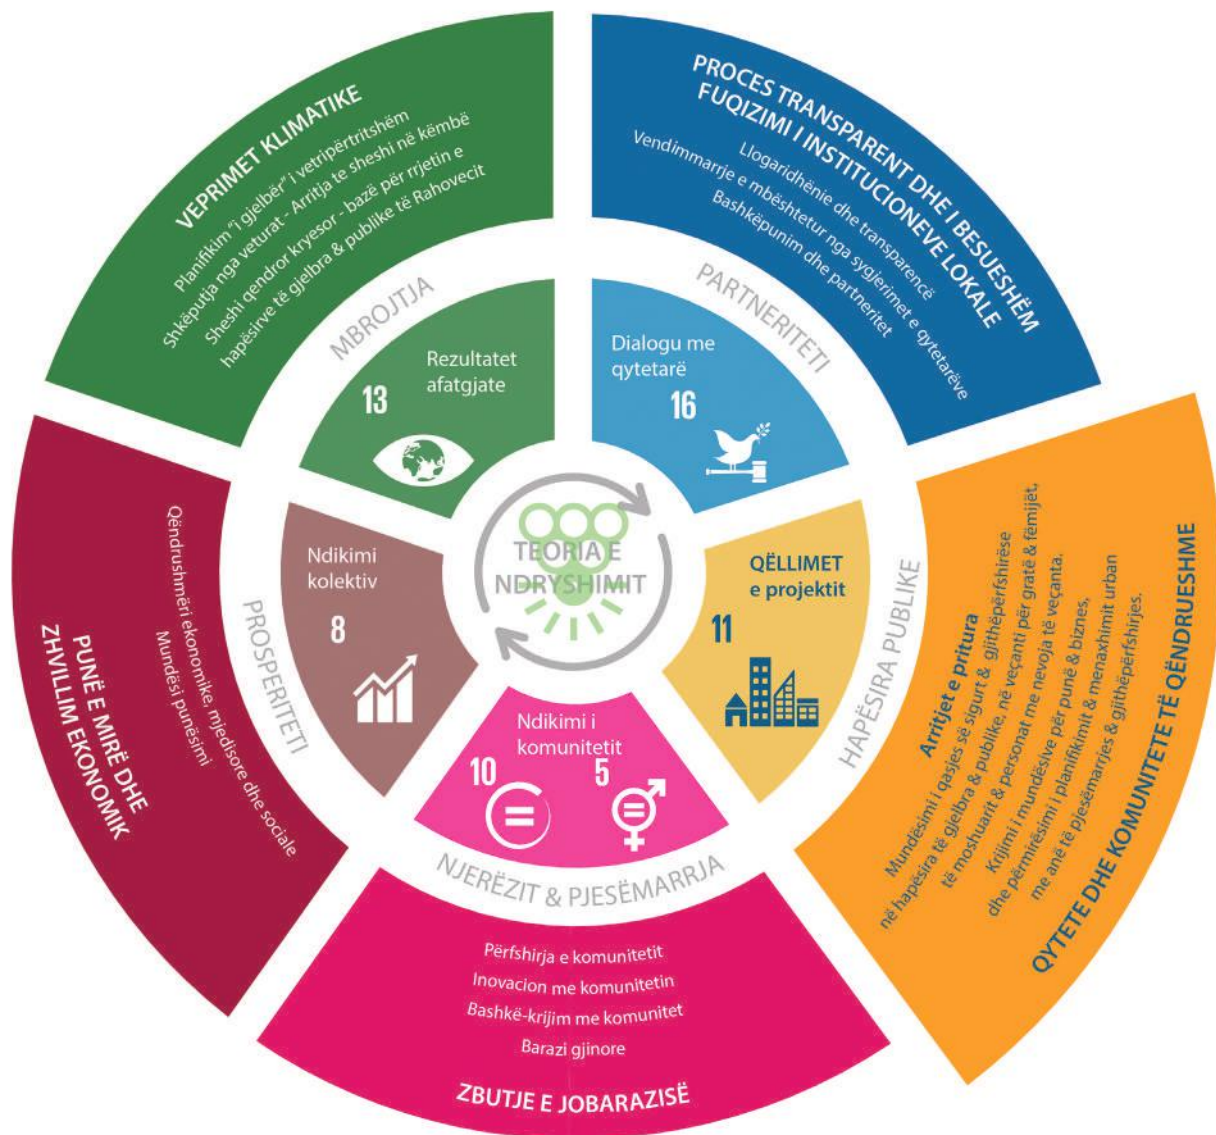 VEPRIMET KLIMATIKE
Planifikim "i gjelbër" i vetripërtritshëm
Shkëputja nga veturat - Arritja te sheshi në këmbë
Sheshi qendror kryesor - bazë për rrjetin e
hapësirve të gjelbra & publike të Rahovecit
MBROJTJA
Rezultatet
afatgjate
13
PROCES TRANSPARENT DHE I BESUESHËM
FUQIZIMI I INSTITUCIONEVE LOKALE
Llogaridhënie dhe transparencë
Vendimmarrje e mbështetur nga sygjerimet e qytetarëve
Bashkëpunim dhe partneritet
PARTNERITETI
Dialogu me
qytetarë
16
TEORIA E
NDRYSHIMIT
QËLLIMET
e projektit
11
HAPËSIRA PUBLIKE
Arritjet e pritura
Mundësimi i qasjes së sigurt & gjithëpërfshirëse
në hapësira të gjelbra & publike, në veçanti për gratë & fëmijët,
të moshuarit & personat me nevoja të veçanta.
Krijimi i mundësive për punë & biznes,
dhe përmirësimi i planifikimit & menaxhimit urban
me anë të pjesëmarrjes & gjithëpërfshirjes.
QYTETE DHE KOMUNITETE TË QËNDRUESHME
Ndikimi i
komunitetit
10
5
NJERËZIT & PJESËMARRJA
Përfshirja e komunitetit
Inovacion me komunitetin
Bashkë-krijim me komunitet
Barazi gjinore
ZBUTJE E JOBARAZISË
Ndikimi
kolektiv
8
PROSPERITETI
Qëndrushmëri ekonomike, mjedisore dhe sociale
Mundësi punësimi
PUNË E MIRË DHE
ZHVILLIM EKONOMIK